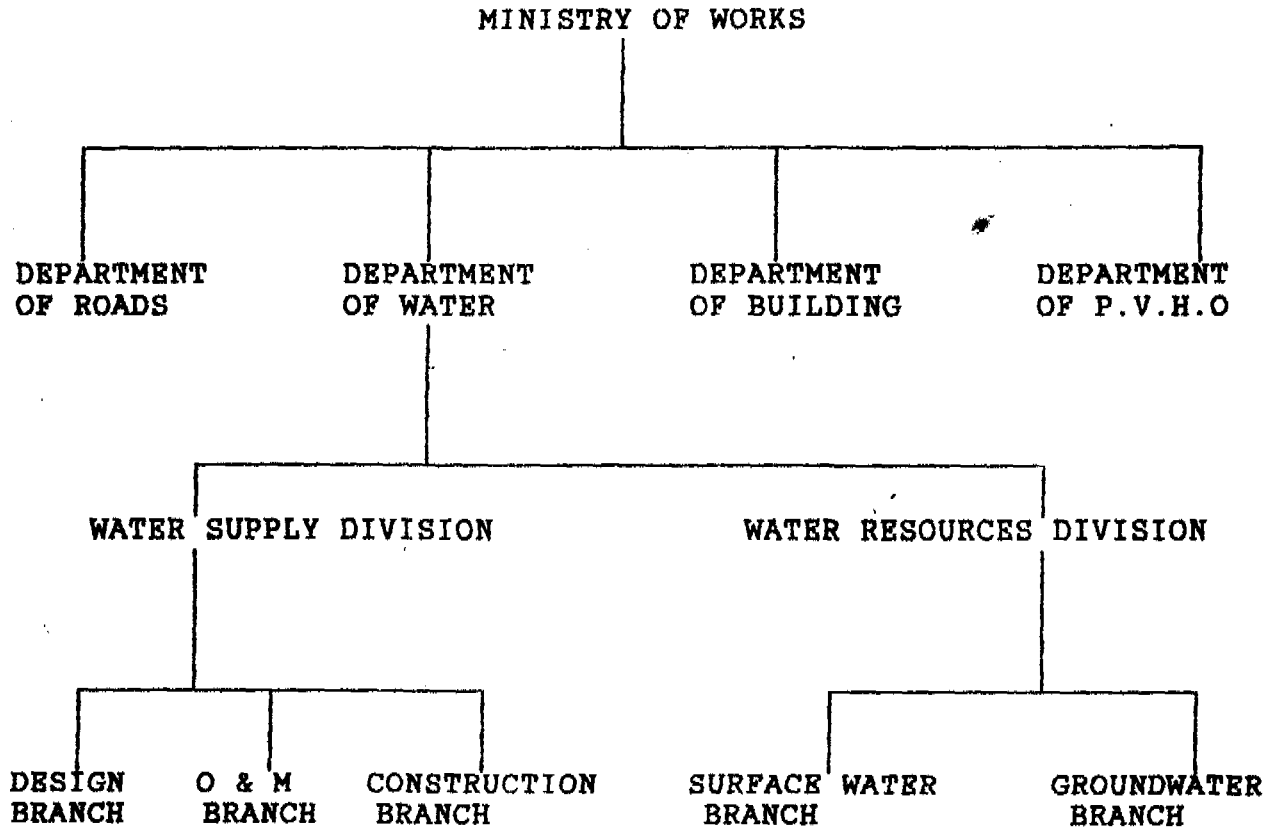 MINISTRY OF WORKS
DEPARTMENT
OF ROADS
DEPARTMENT
OF WATER
DEPARTMENT
OF BUILDING
DEPARTMENT
OF P.V.H.O
WATER SUPPLY DIVISION
WATER RESOURCES DIVISION
DESIGN
BRANCH
O & M
BRANCH
CONSTRUCTION
BRANCH
SURFACE WATER
BRANCH
GROUNDWATER
BRANCH